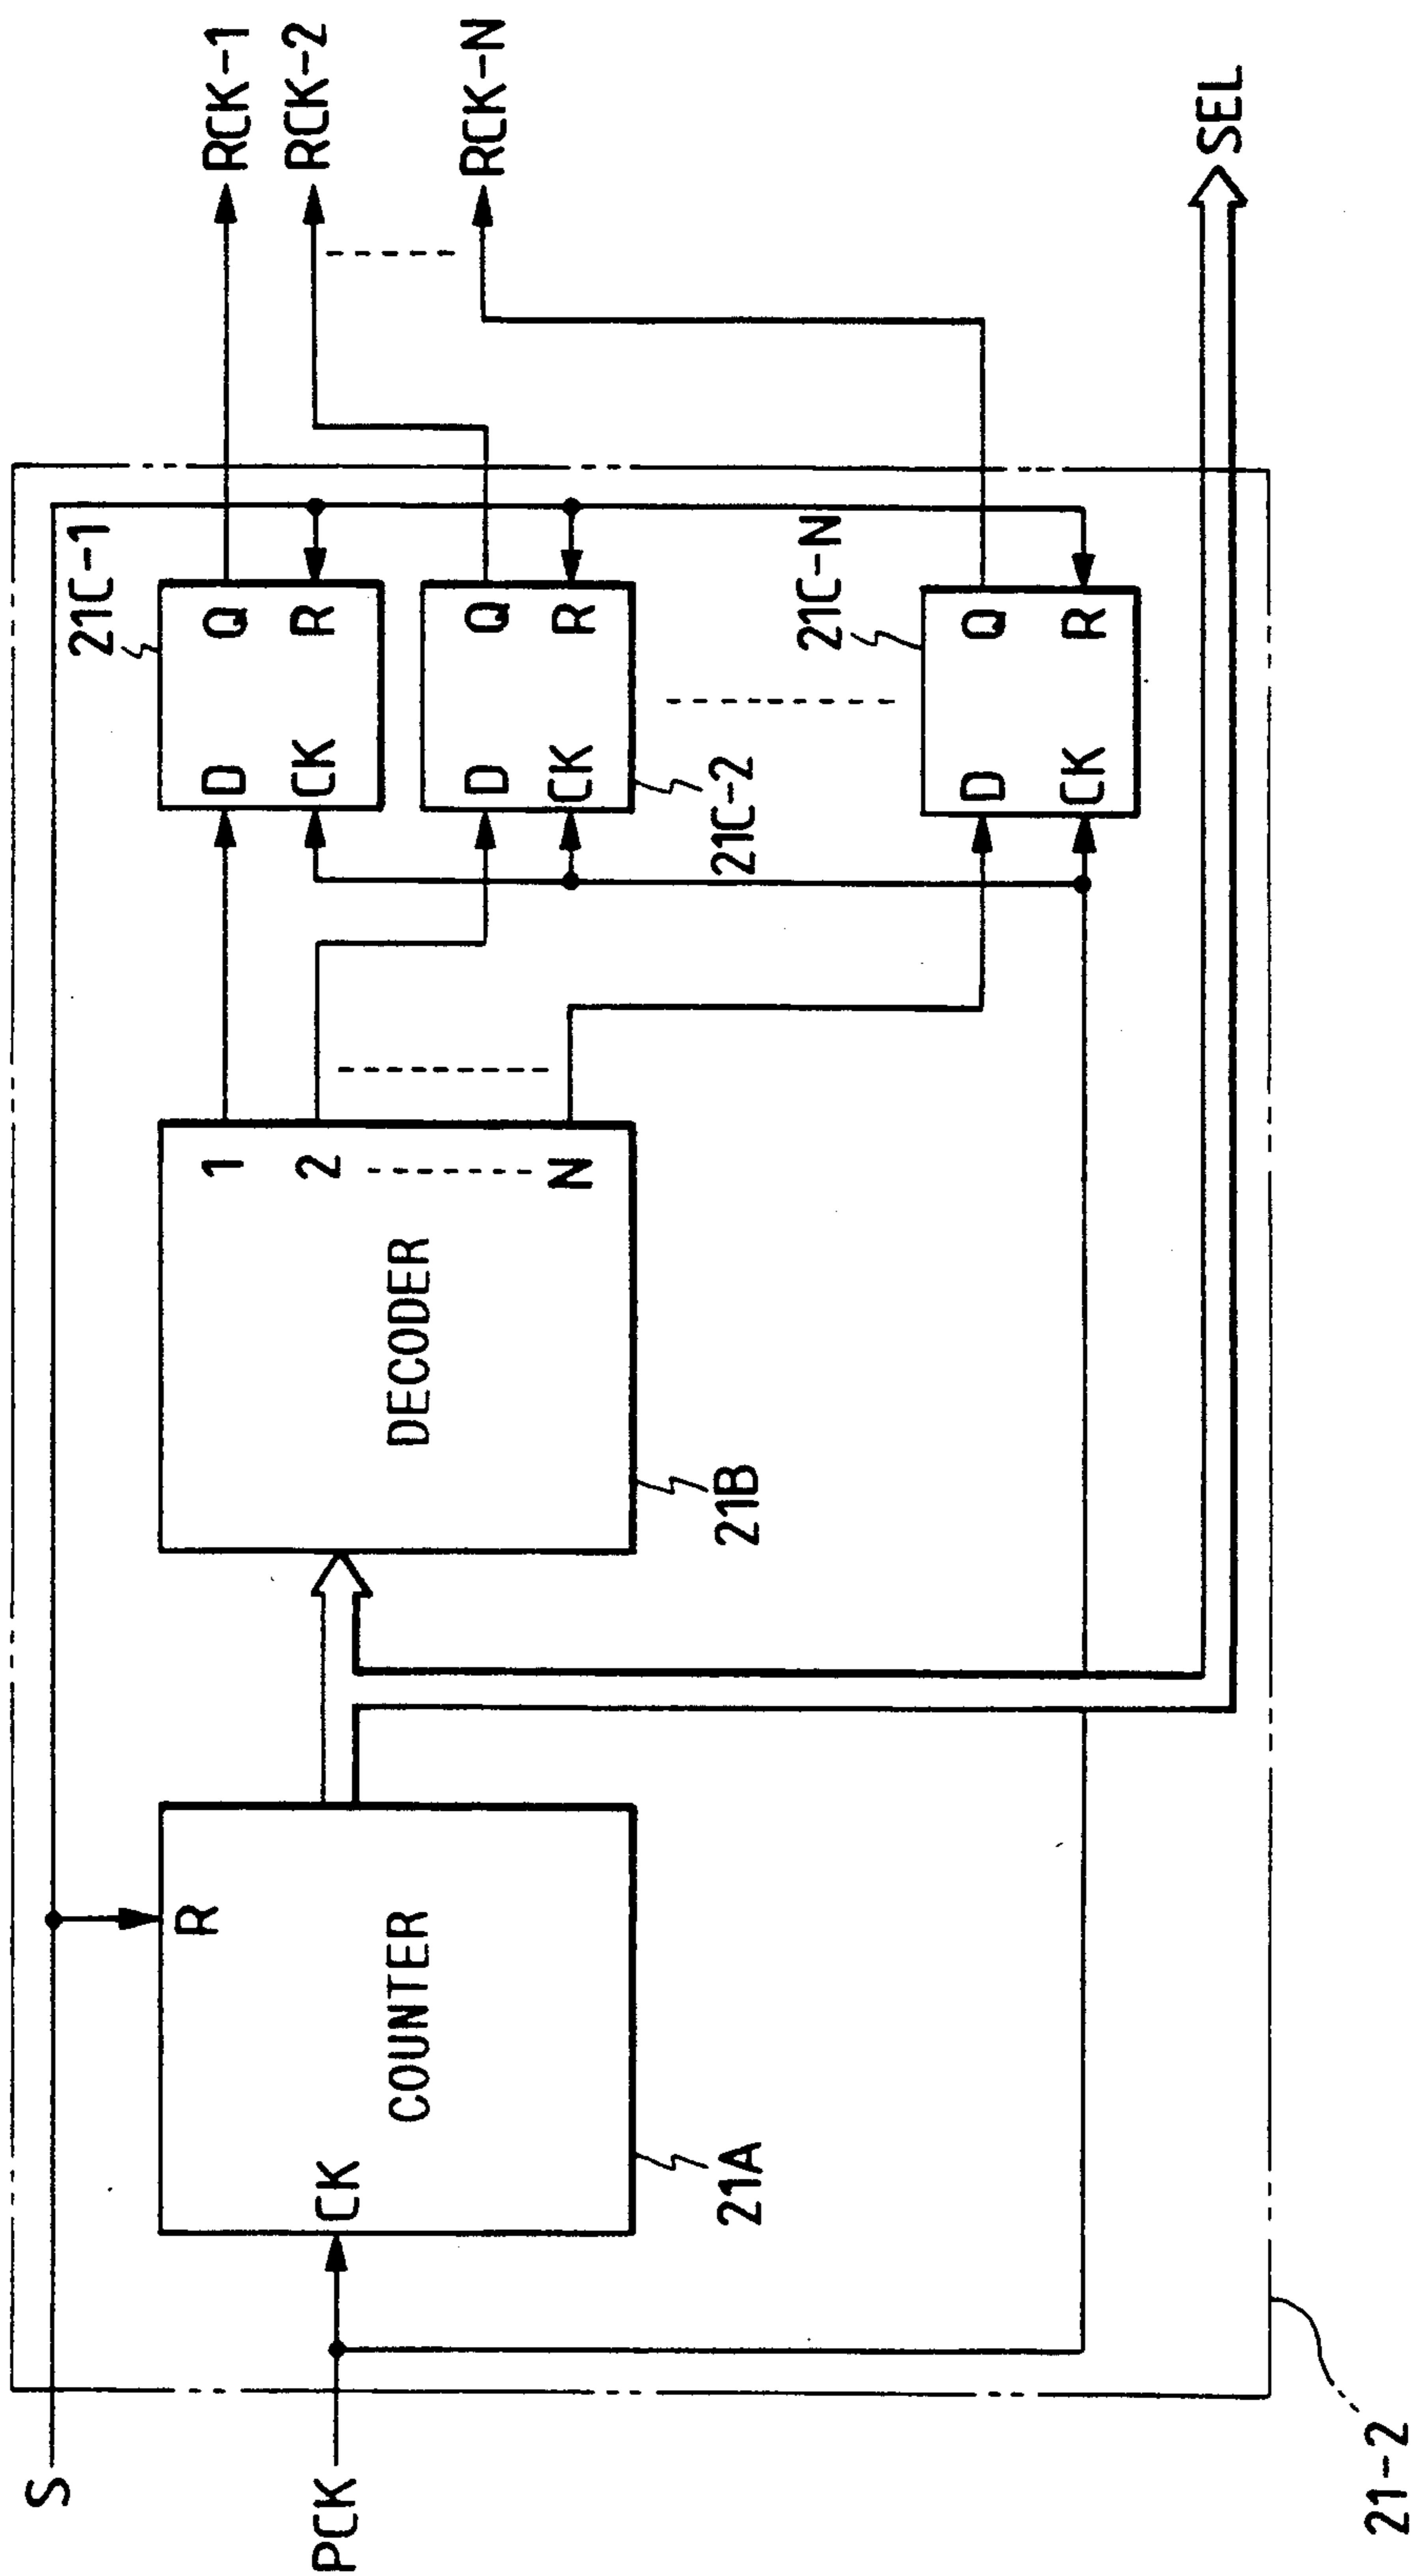 S
PCK
CK
R
COUNTER
21A
DECODER
21B
1
2
N
D
Q
CK
R
21C-1
D
Q
CK
R
21C-2
D
Q
CK
R
21C-N
RCK-1
RCK-2
RCK-N
SEL
21-2